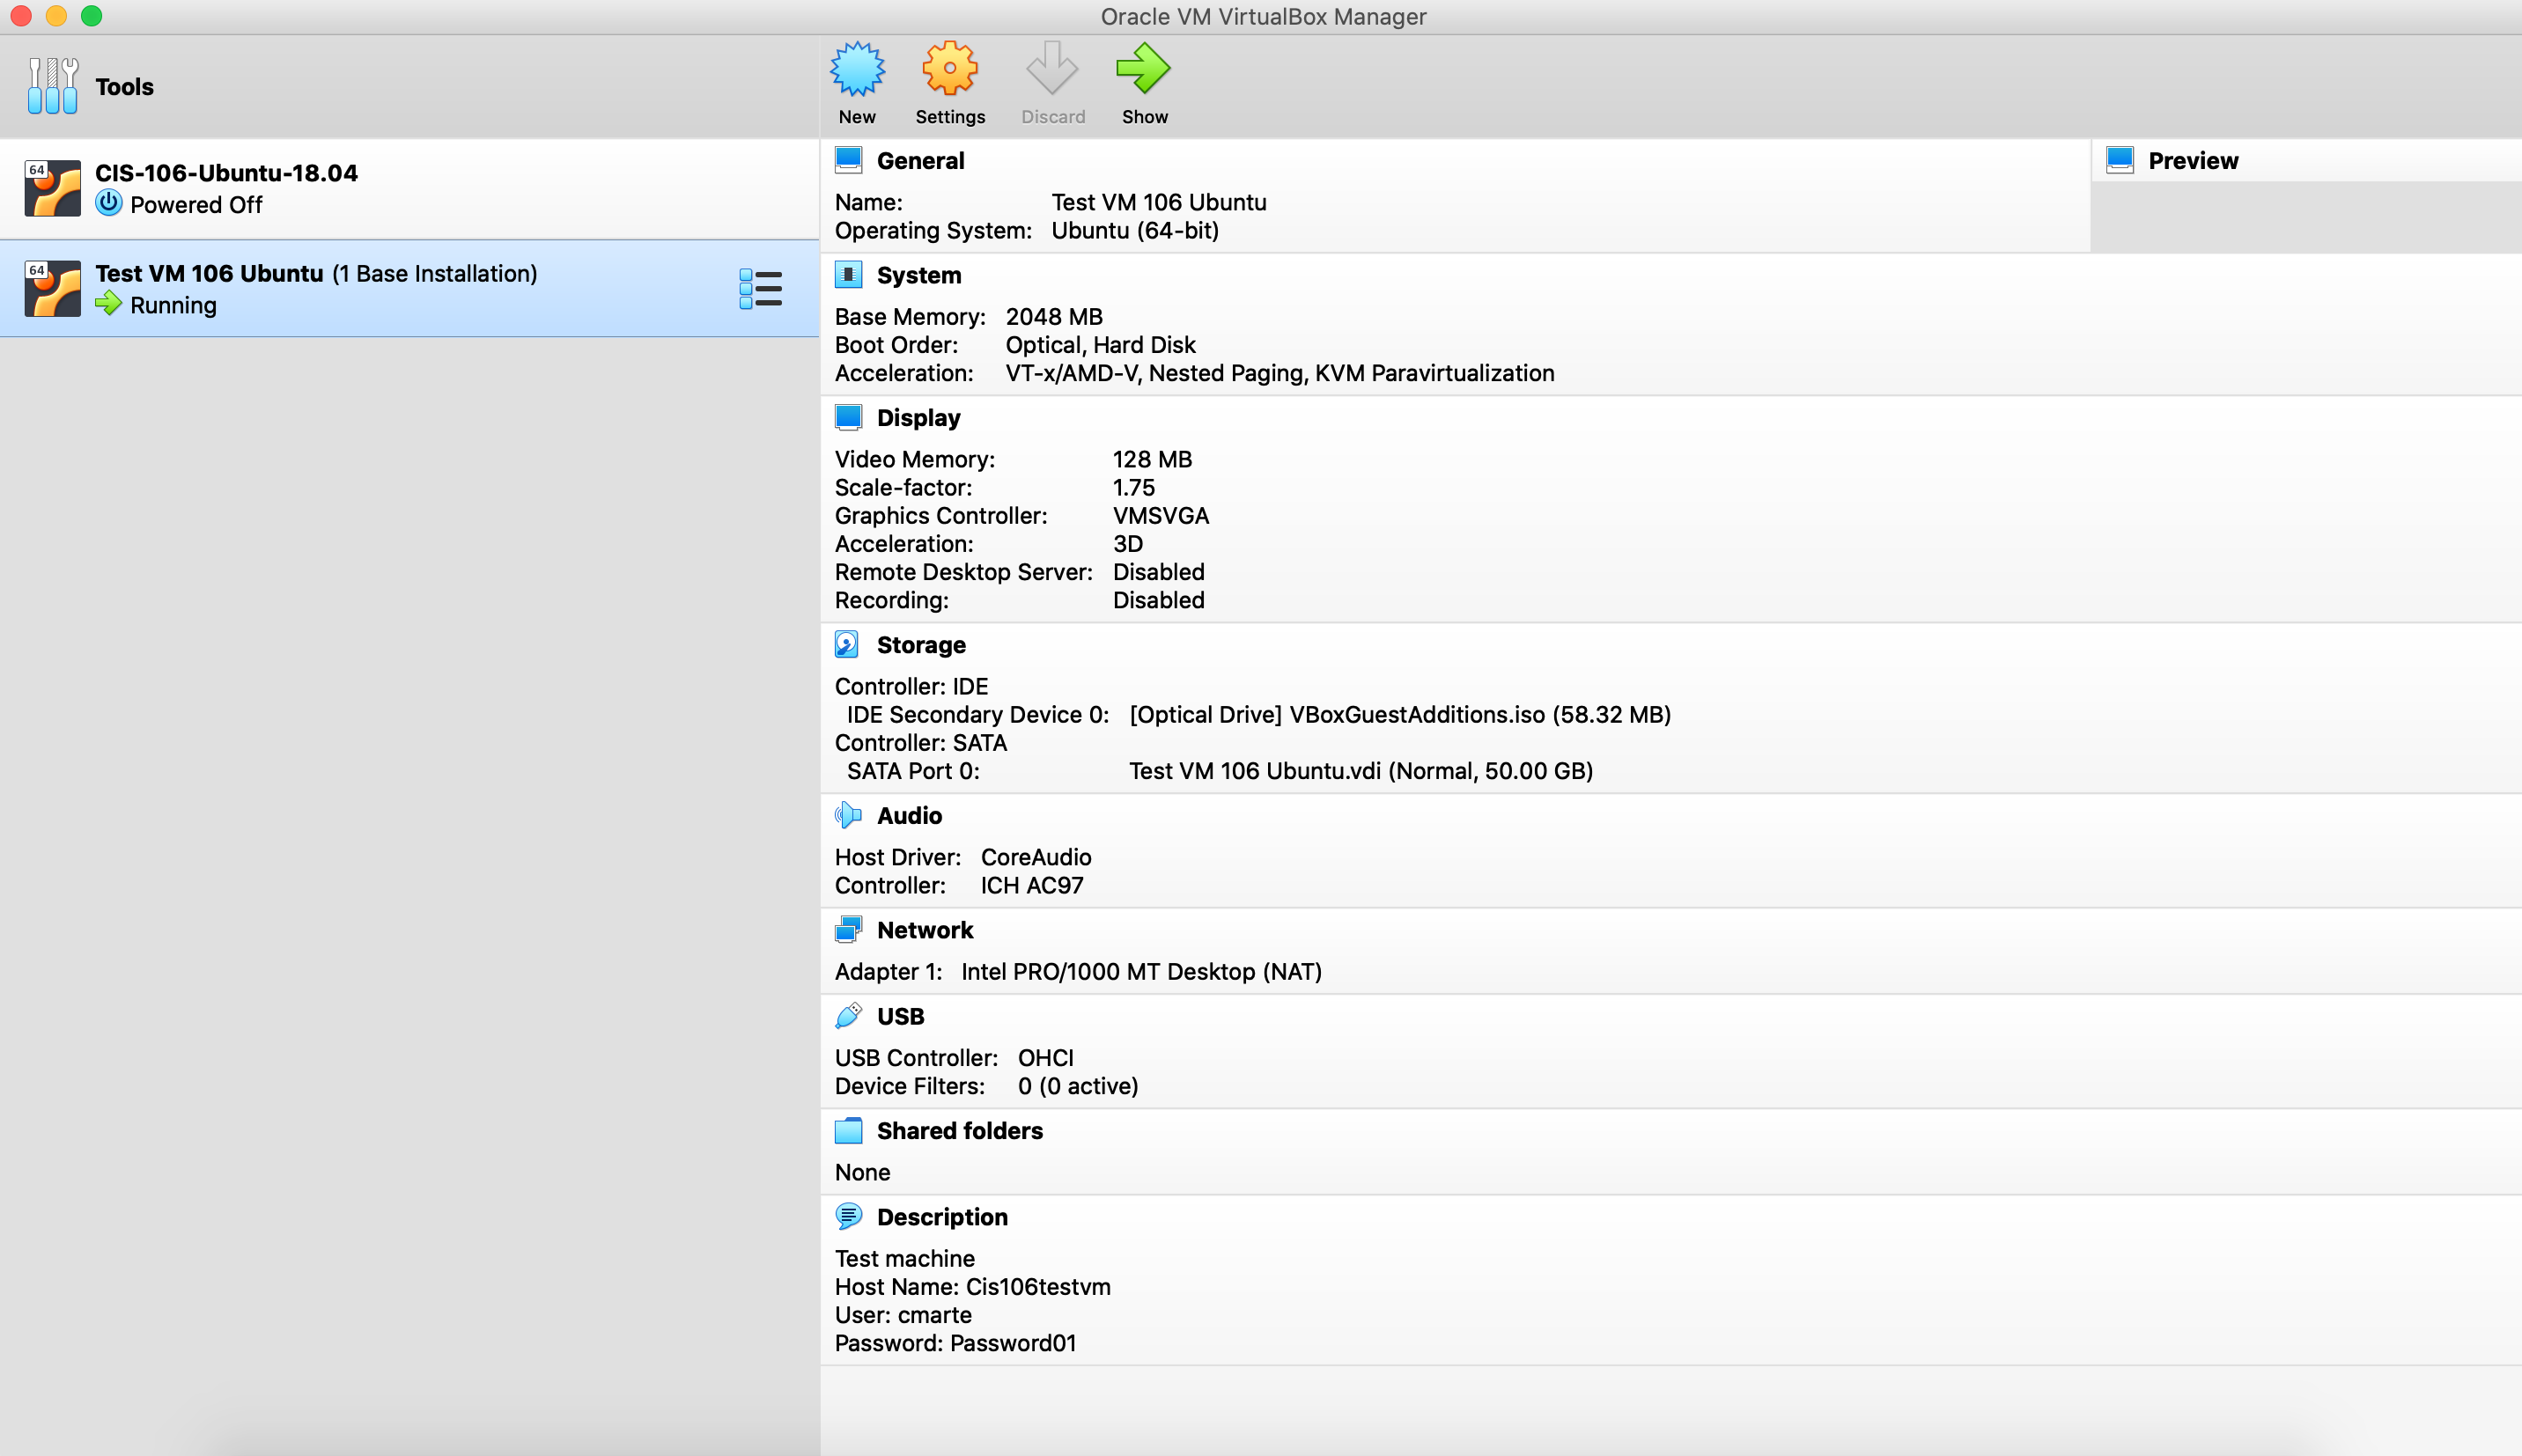 Oracle VM VirtualBox Manager
Tools
New
Settings
Discard
Show
64
CIS-106-Ubuntu-18.04
Powered Off
64
Test VM 106 Ubuntu (1 Base Installation)
Running
General
Name: Test VM 106 Ubuntu
Operating System: Ubuntu (64-bit)
Preview
System
Base Memory: 2048 MB
Boot Order: Optical, Hard Disk
Acceleration: VT-x/AMD-V, Nested Paging, KVM Paravirtualization
Display
Video Memory: 128 MB
Scale-factor: 1.75
Graphics Controller: VMSVGA
Acceleration: 3D
Remote Desktop Server: Disabled
Recording: Disabled
Storage
Controller: IDE
IDE Secondary Device 0: [Optical Drive] VBoxGuestAdditions.iso (58.32 MB)
Controller: SATA
SATA Port 0: Test VM 106 Ubuntu.vdi (Normal, 50.00 GB)
Audio
Host Driver: CoreAudio
Controller: ICH AC97
Network
Adapter 1: Intel PRO/1000 MT Desktop (NAT)
USB
USB Controller: OHCI
Device Filters: 0 (0 active)
Shared folders
None
Description
Test machine
Host Name: Cis106testvm
User: cmarte
Password: Password01